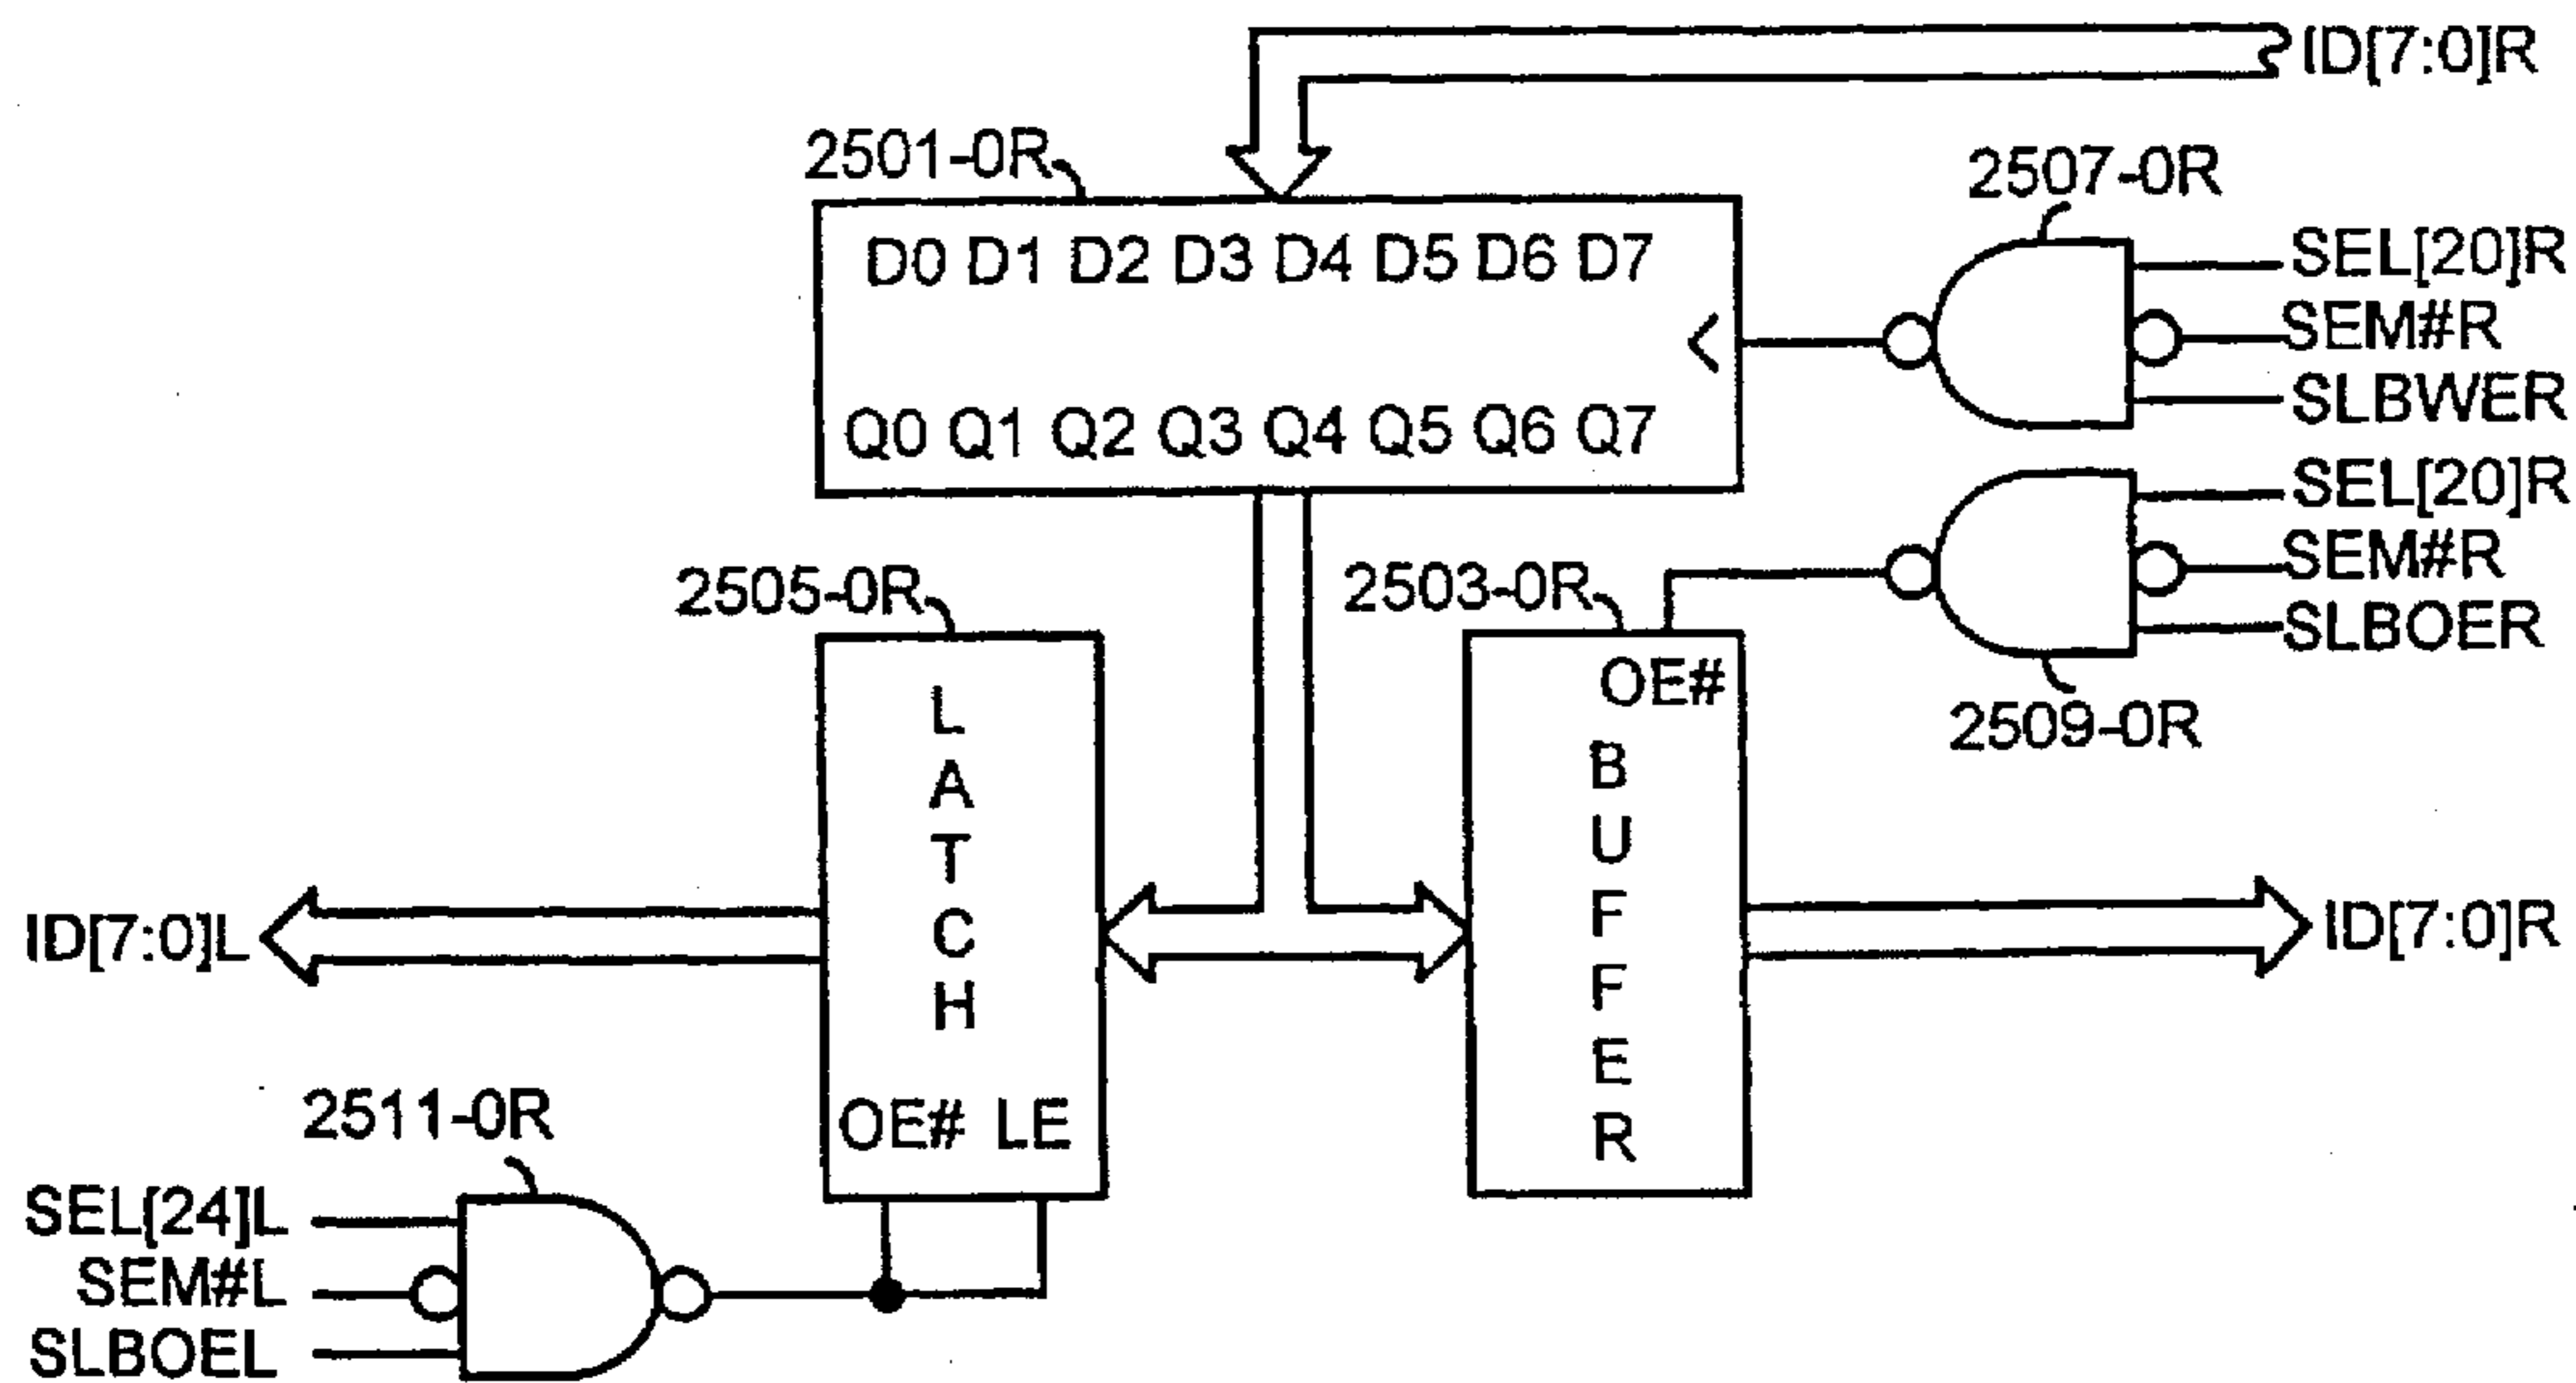 ID[7:0]R
2501-0R
2507-0R
D0 D1 D2 D3 D4 D5 D6 D7
SEL[20]R
SEM#R
SLBWER
Q0 Q1 Q2 Q3 Q4 Q5 Q6 Q7
SEL[20]R
SEM#R
SLBOER
2505-0R
2503-0R
2509-0R
OE#
LATCH
BUFFER
ID[7:0]L
ID[7:0]R
OE# LE
2511-0R
SEL[24]L
SEM#L
SLBOEL